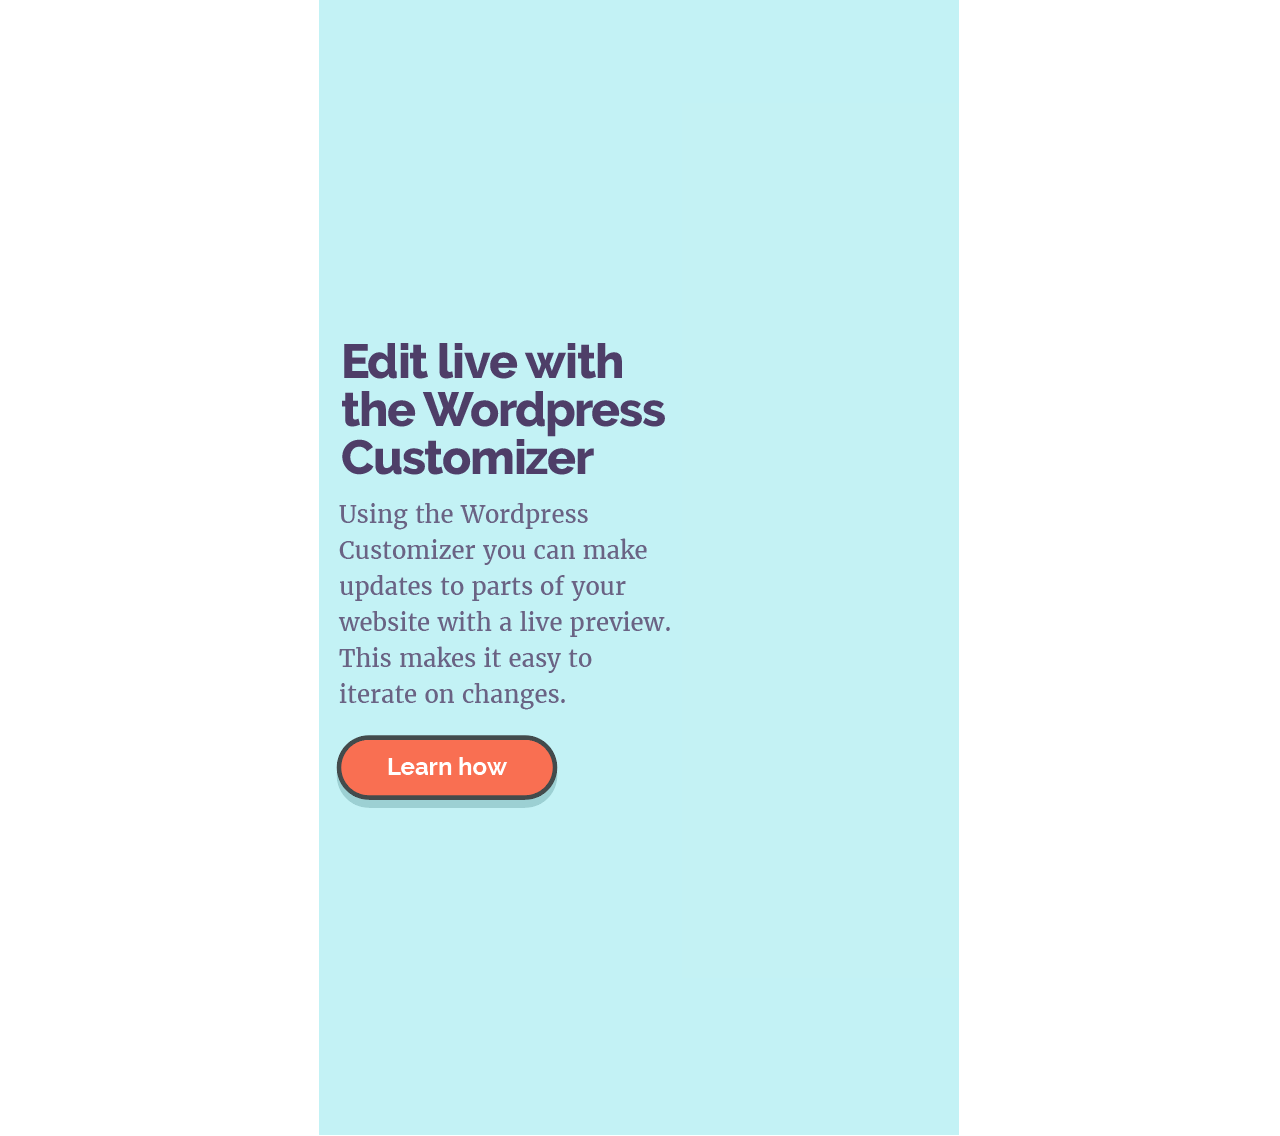 Edit live with
the Wordpress
Customizer
Using the Wordpress
Customizer you can make
updates to parts of your
website with a live preview.
This makes it easy to
iterate on changes.
Learn how